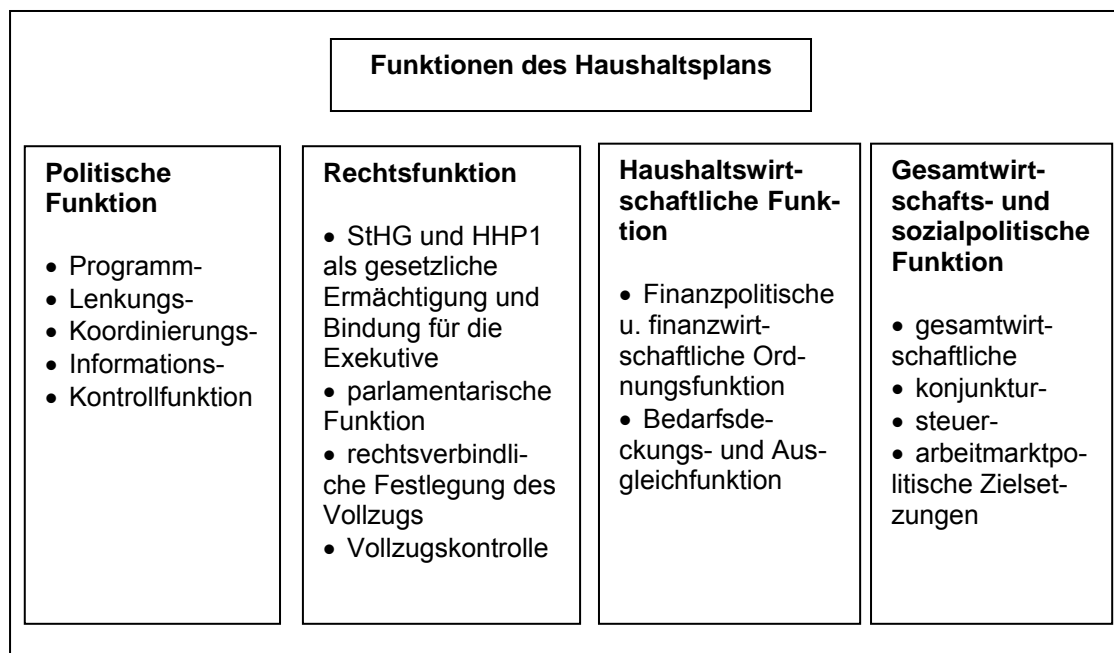 Funktionen des Haushaltsplans
Politische
Funktion
• Programm-
• Lenkungs-
• Koordinierungs-
• Informations-
• Kontrollfunktion
Rechtsfunktion
• StHG und HHP1
als gesetzliche
Ermächtigung und
Bindung für die
Exekutive
• parlamentarische
Funktion
• rechtsverbindli-
che Festlegung des
Vollzugs
• Vollzugskontrolle
Haushaltswirt-
schaftliche Funk-
tion
• Finanzpolitische
u. finanzwirt-
schaftliche Ord-
nungsfunktion
• Bedarfsde-
ckungs- und Aus-
gleichfunktion
Gesamtwirt-
schafts- und
sozialpolitische
Funktion
• gesamtwirt-
schaftliche
• konjunktur-
• steuer-
• arbeitmarktpo-
litische Zielset-
zungen